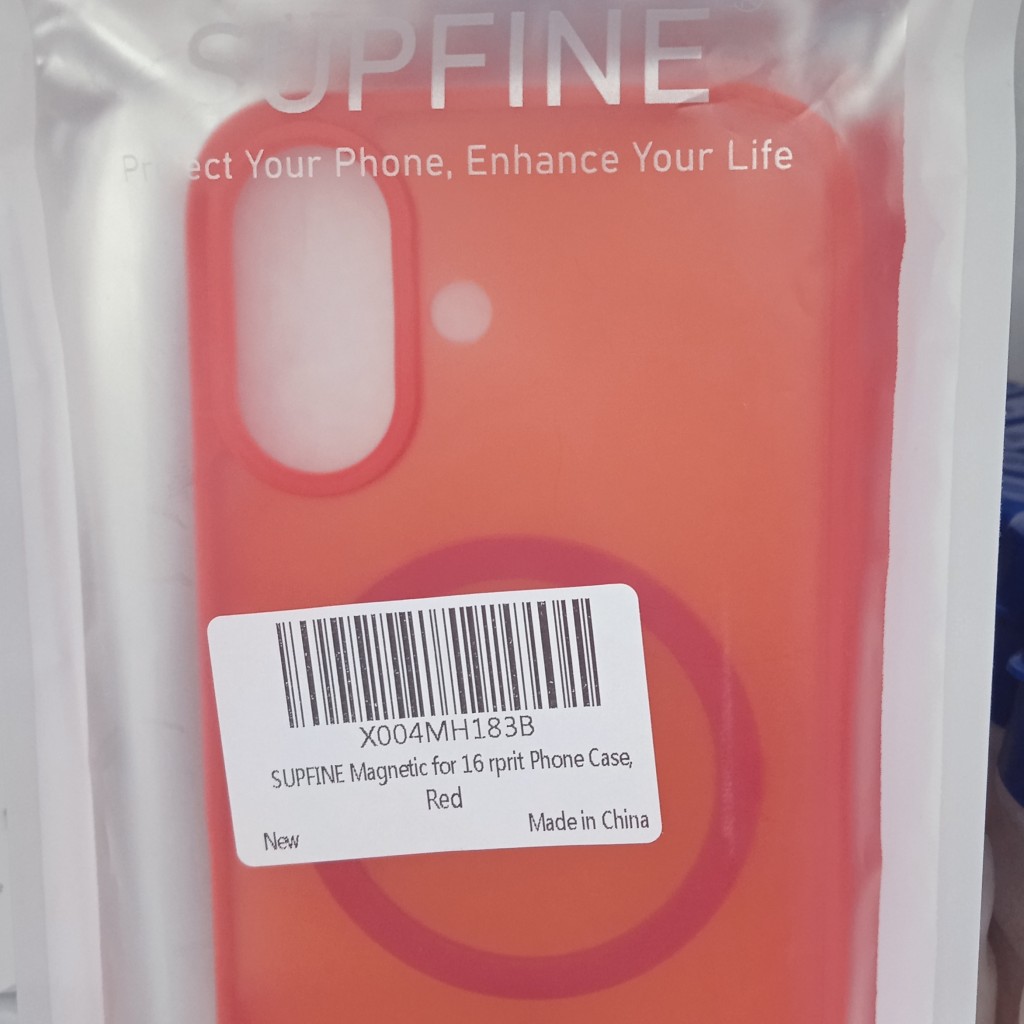 SUPFINE
Protect Your Phone, Enhance Your Life
X004MH183B
SUPFINE Magnetic for 16 rprit Phone Case,
Red
New
Made in China